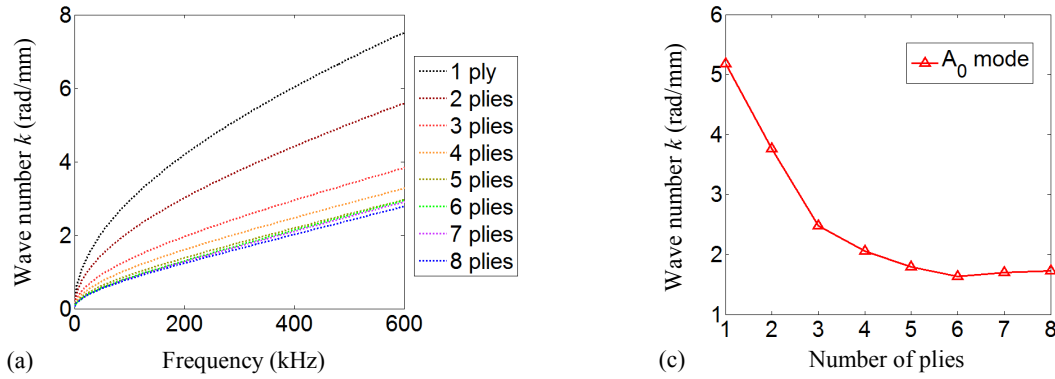 Wave number k (rad/mm)
8
6
4
2
0
0 200 400 600
Frequency (kHz)
(a)
1 ply
2 plies
3 plies
4 plies
5 plies
6 plies
7 plies
8 plies
Wave number k (rad/mm)
6
5
4
3
2
1
1 2 3 4 5 6 7 8
Number of plies
(c)
A₀ mode